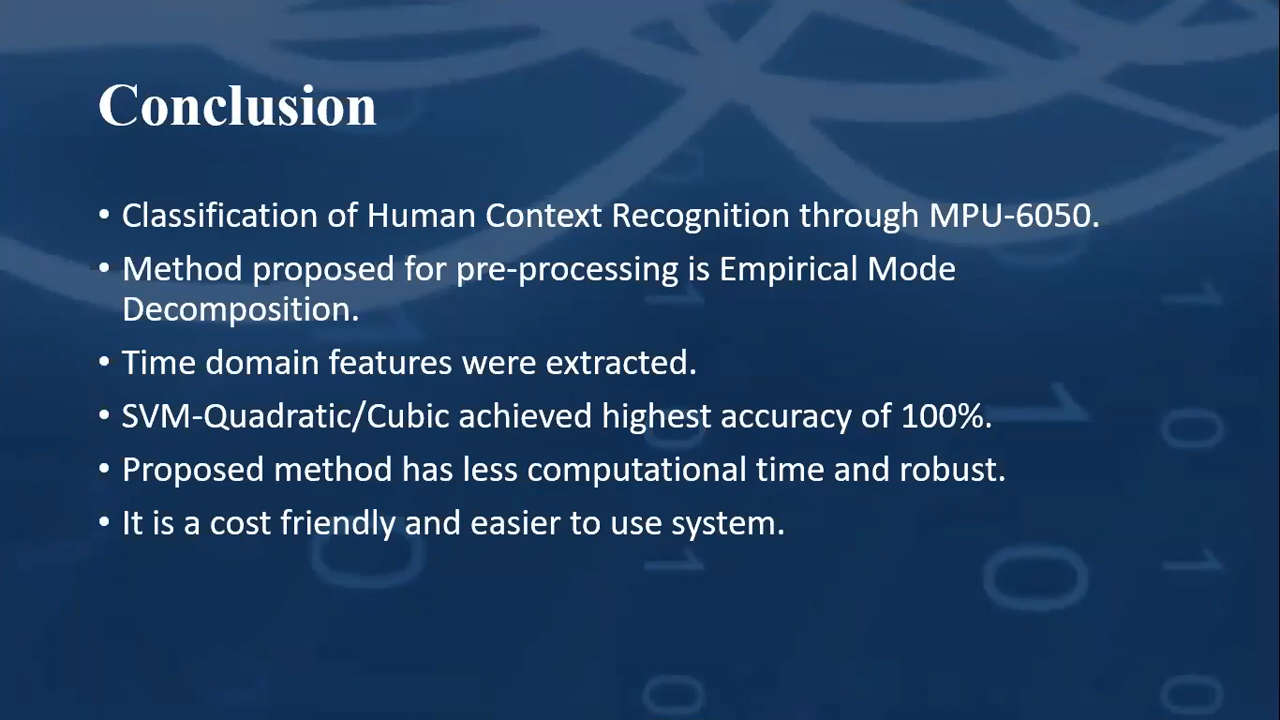 Conclusion
• Classification of Human Context Recognition through MPU-6050.
• Method proposed for pre-processing is Empirical Mode
Decomposition.
• Time domain features were extracted.
• SVM-Quadratic/Cubic achieved highest accuracy of 100%.
• Proposed method has less computational time and robust.
• It is a cost friendly and easier to use system.